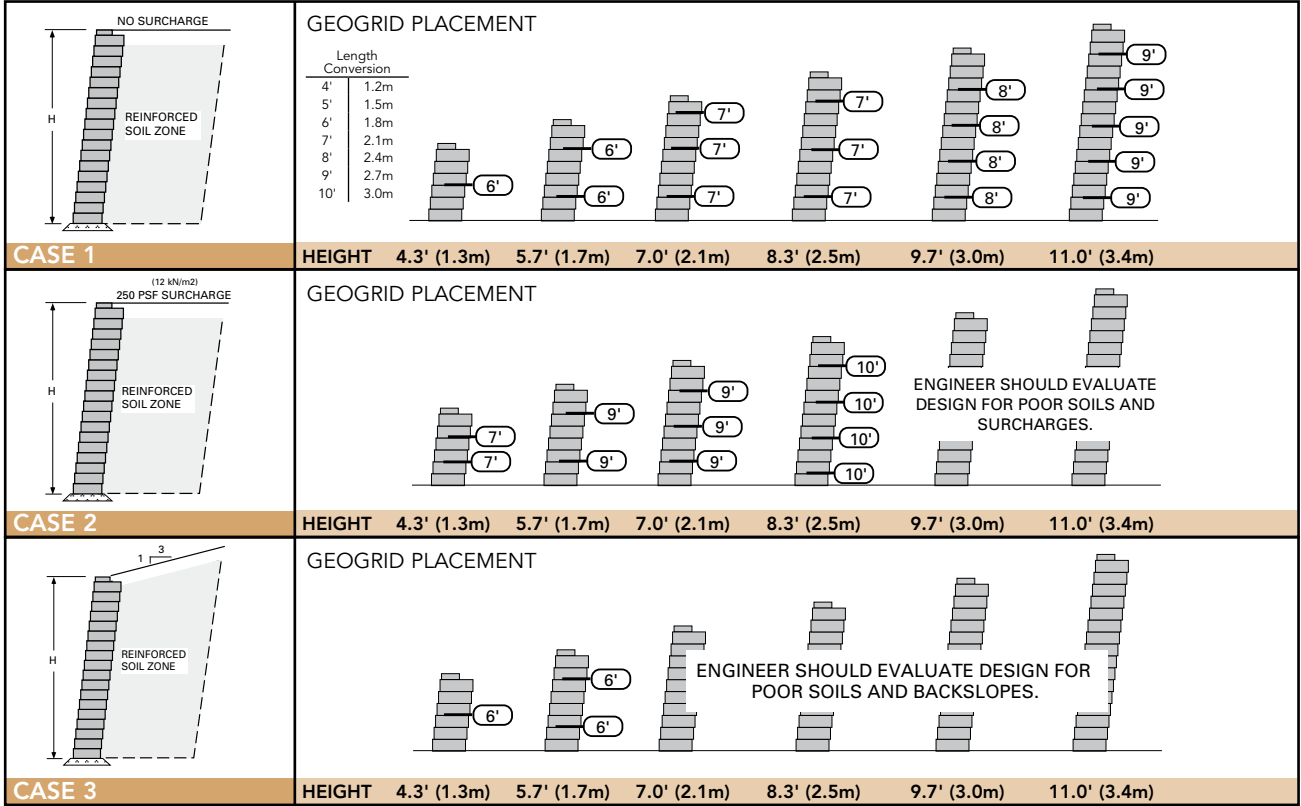 NO SURCHARGE
H
REINFORCED
SOIL ZONE
CASE 1
GEOGRID PLACEMENT
Length
Conversion
4' 1.2m
5' 1.5m
6' 1.8m
7' 2.1m
8' 2.4m
9' 2.7m
10' 3.0m
6'
6'
6'
7'
7'
7'
7'
7'
7'
8'
8'
8'
8'
9'
9'
9'
9'
9'
HEIGHT 4.3' (1.3m) 5.7' (1.7m) 7.0' (2.1m) 8.3' (2.5m) 9.7' (3.0m) 11.0' (3.4m)
(12 kN/m2)
250 PSF SURCHARGE
H
REINFORCED
SOIL ZONE
CASE 2
GEOGRID PLACEMENT
7'
7'
9'
9'
9'
9'
9'
10'
10'
10'
10'
ENGINEER SHOULD EVALUATE
DESIGN FOR POOR SOILS AND
SURCHARGES.
HEIGHT 4.3' (1.3m) 5.7' (1.7m) 7.0' (2.1m) 8.3' (2.5m) 9.7' (3.0m) 11.0' (3.4m)
3
1
H
REINFORCED
SOIL ZONE
CASE 3
GEOGRID PLACEMENT
6'
6'
6'
ENGINEER SHOULD EVALUATE DESIGN FOR
POOR SOILS AND BACKSLOPES.
HEIGHT 4.3' (1.3m) 5.7' (1.7m) 7.0' (2.1m) 8.3' (2.5m) 9.7' (3.0m) 11.0' (3.4m)